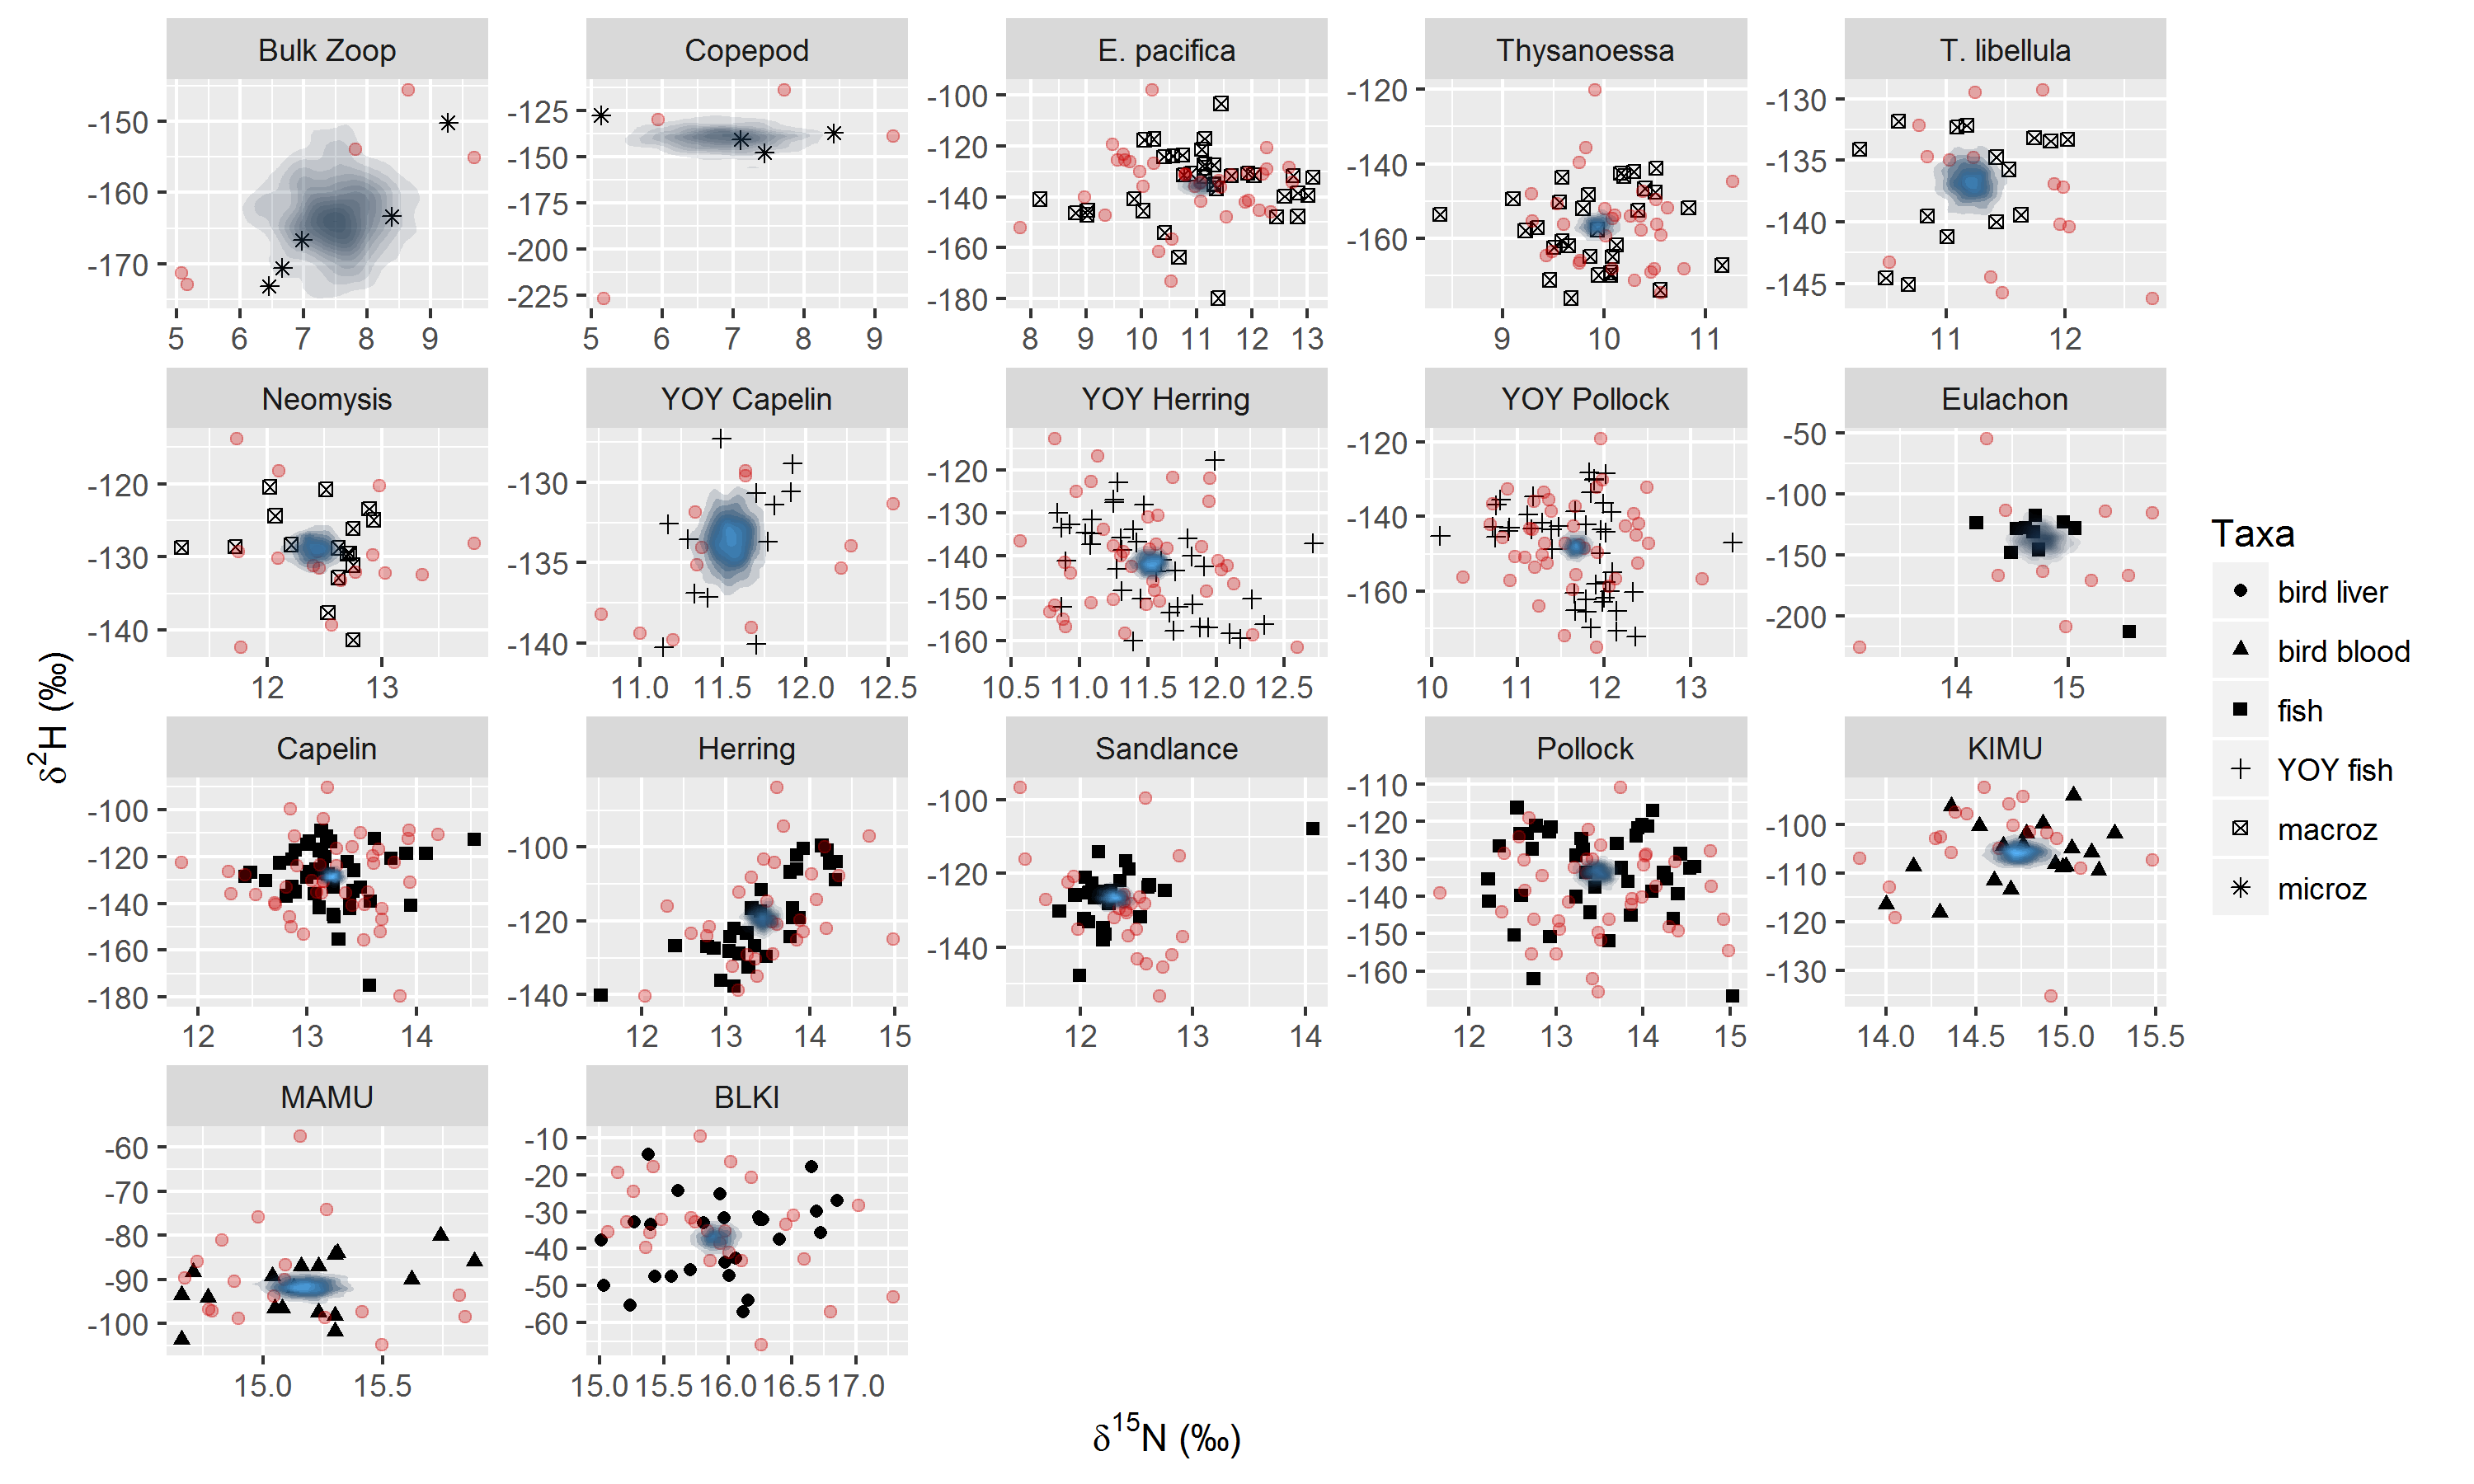 Bulk Zoop Copepod E. pacifica Thysanoessa T. libellula
-150 -160 -170
5 6 7 8 9
-125 -150 -175 -200 -225
5 6 7 8 9
-100 -120 -140 -160 -180
8 9 10 11 12 13
-120 -140 -160
9 10 11
-130 -135 -140 -145
11 12
Neomysis YOY Capelin YOY Herring YOY Pollock Eulachon
-120 -130 -140
12 13
-130 -135 -140
11.0 11.5 12.0 12.5
-120 -130 -140 -150 -160
10.5 11.0 11.5 12.0 12.5
-120 -140 -160
10 11 12 13
-50 -100 -150 -200
14 15
Capelin Herring Sandlance Pollock KIMU
-100 -120 -140 -160 -180
12 13 14
-100 -120 -140
12 13 14 15
-100 -120 -140
12 13 14
-110 -120 -130 -140 -150 -160
12 13 14 15
-100 -110 -120 -130
14.0 14.5 15.0 15.5
MAMU BLKI
-60 -70 -80 -90 -100
15.0 15.5
-10 -20 -30 -40 -50 -60
15.0 15.5 16.0 16.5 17.0
δ²H (‰)
δ¹⁵N (‰)
Taxa
bird liver
bird blood
fish
YOY fish
macroz
microz